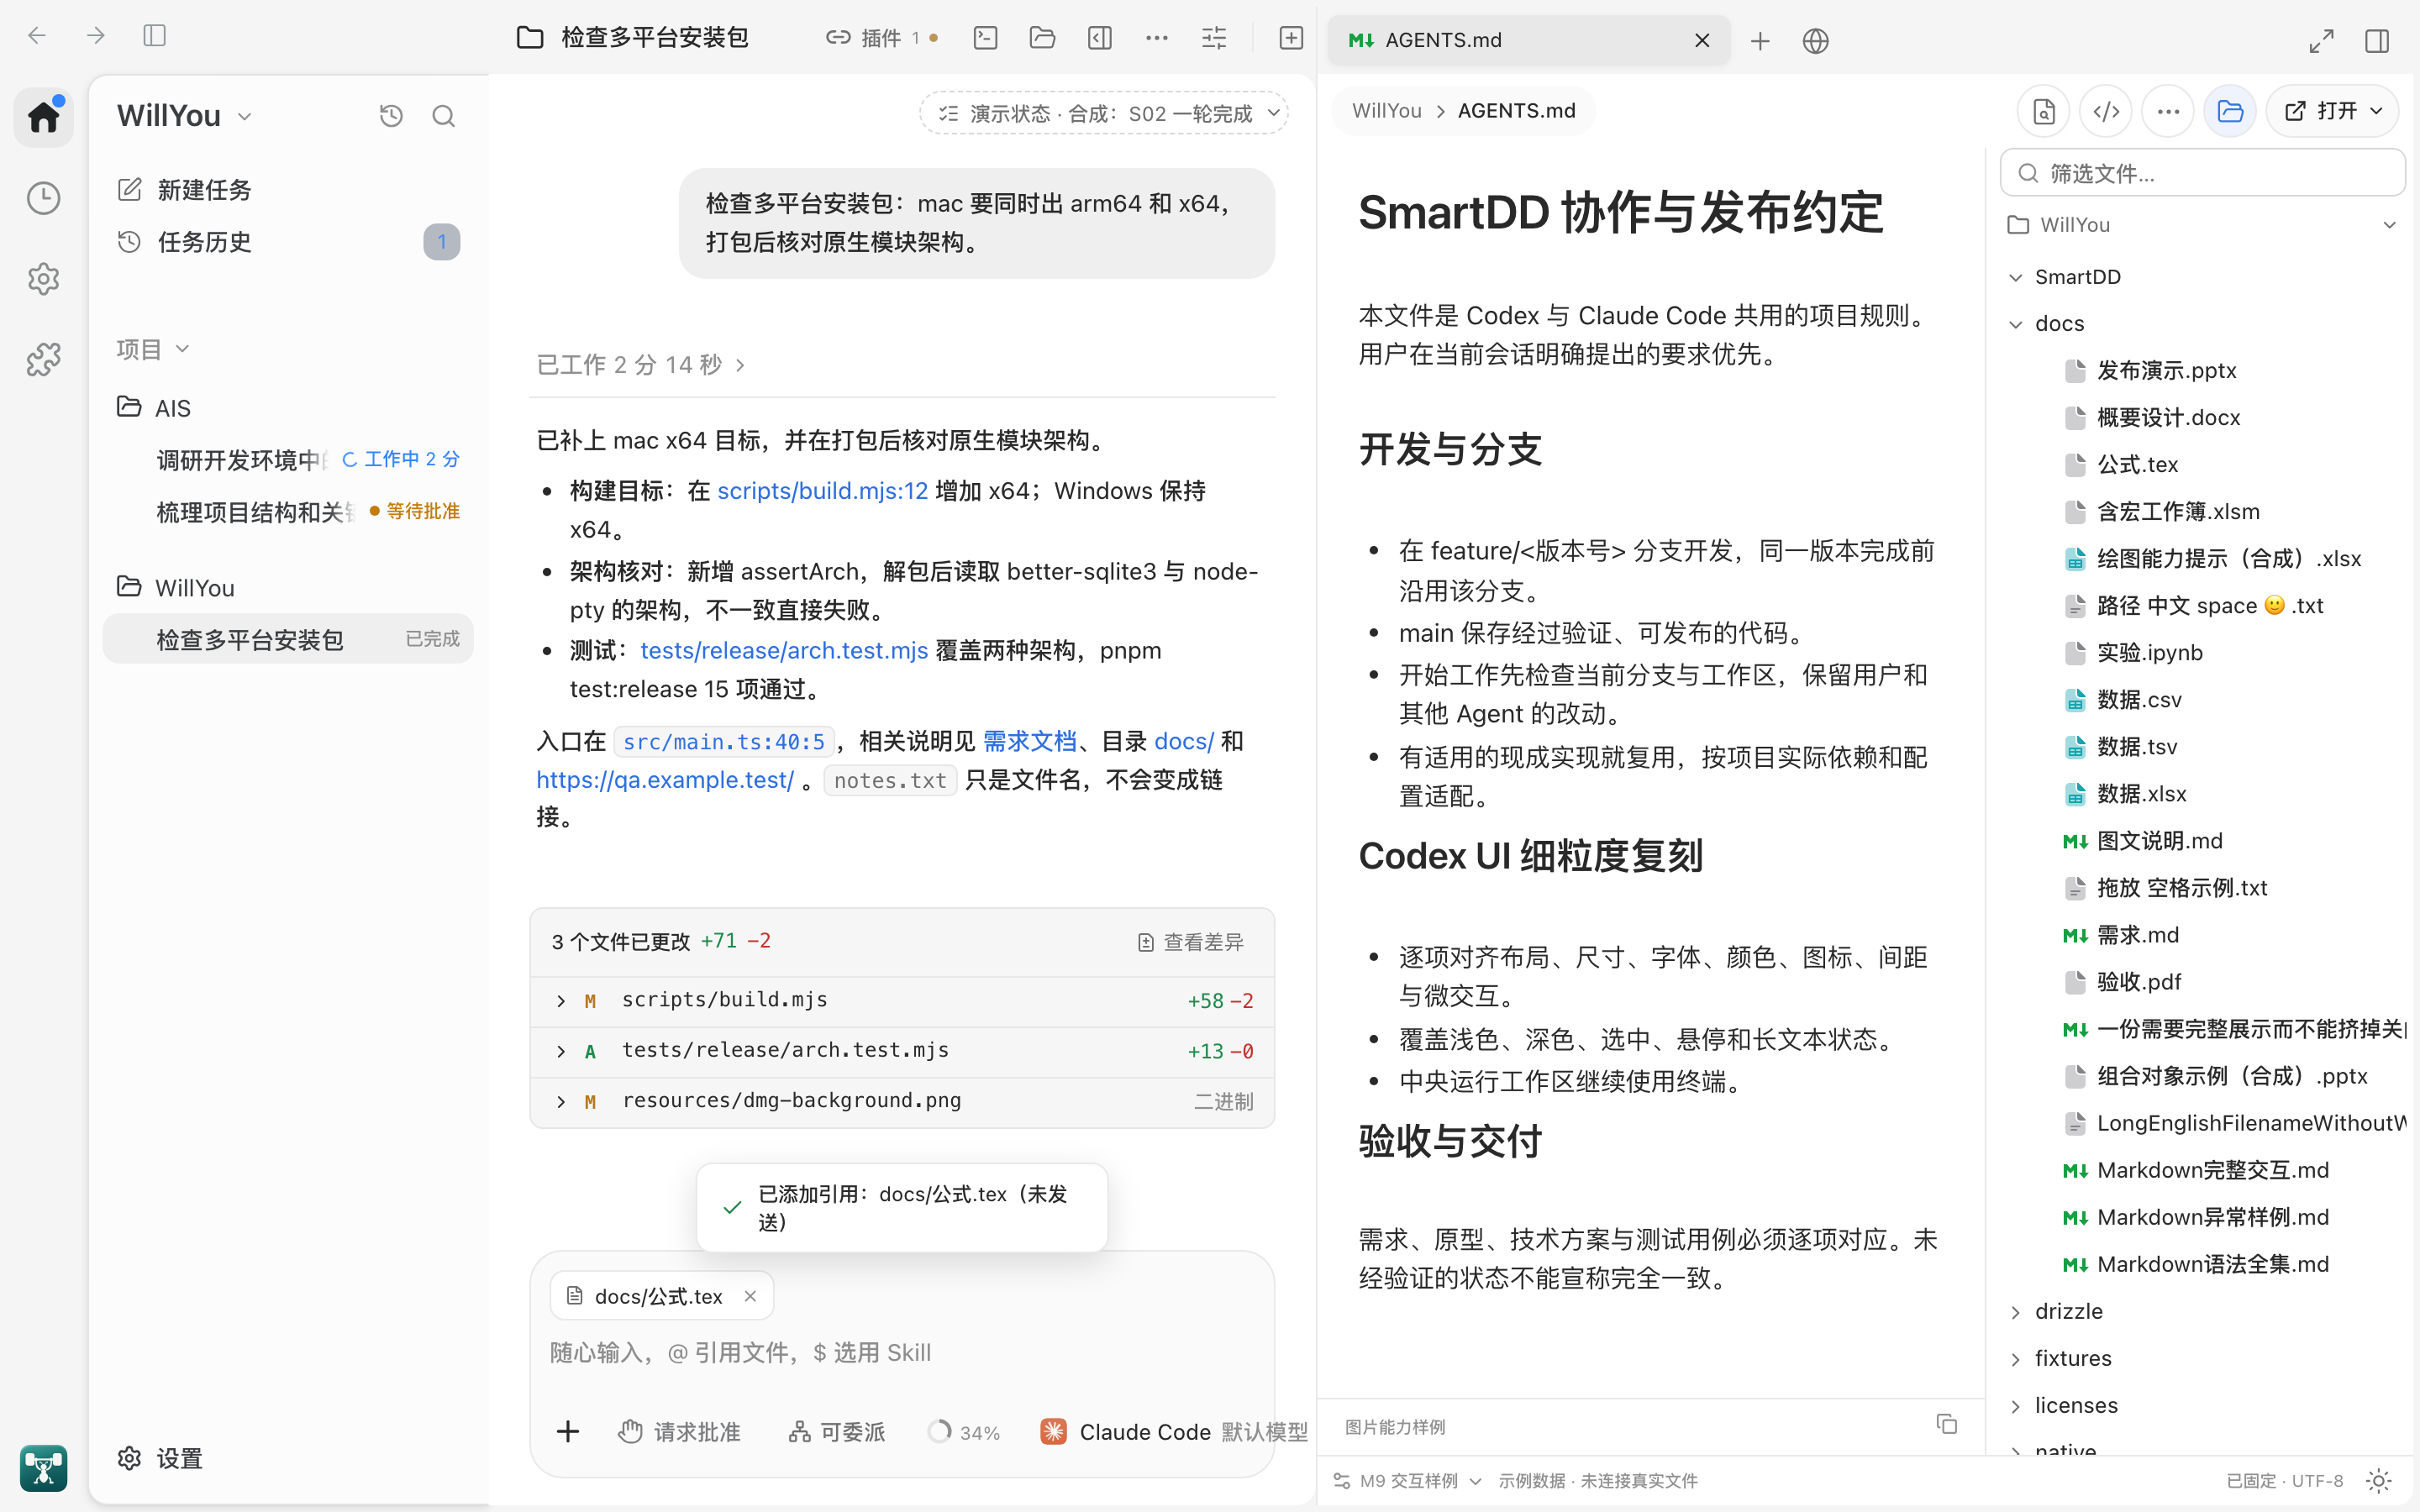 检查多平台安装包
插件 1
AGENTS.md
WillYou
新建任务
任务历史
1
项目
AIS
调研开发环境中
工作中 2 分
梳理项目结构和关
等待批准
WillYou
检查多平台安装包
已完成
设置
演示状态 · 合成：S02 一轮完成
检查多平台安装包：mac 要同时出 arm64 和 x64，
打包后核对原生模块架构。
已工作 2 分 14 秒
已补上 mac x64 目标，并在打包后核对原生模块架构。
构建目标：在 scripts/build.mjs:12 增加 x64；Windows 保持
x64。
架构核对：新增 assertArch，解包后读取 better-sqlite3 与 node-
pty 的架构，不一致直接失败。
测试：tests/release/arch.test.mjs 覆盖两种架构，pnpm
test:release 15 项通过。
入口在 src/main.ts:40:5，相关说明见 需求文档、目录 docs/ 和
https://qa.example.test/ 。notes.txt 只是文件名，不会变成链
接。
3 个文件已更改 +71 −2
查看差异
M scripts/build.mjs +58 −2
A tests/release/arch.test.mjs +13 −0
M resources/dmg-background.png 二进制
已添加引用：docs/公式.tex（未发
送）
docs/公式.tex
随心输入，@ 引用文件，$ 选用 Skill
请求批准
可委派
34%
Claude Code 默认模型
WillYou > AGENTS.md
打开
SmartDD 协作与发布约定
本文件是 Codex 与 Claude Code 共用的项目规则。
用户在当前会话明确提出的要求优先。
开发与分支
在 feature/<版本号> 分支开发，同一版本完成前
沿用该分支。
main 保存经过验证、可发布的代码。
开始工作先检查当前分支与工作区，保留用户和
其他 Agent 的改动。
有适用的现成实现就复用，按项目实际依赖和配
置适配。
Codex UI 细粒度复刻
逐项对齐布局、尺寸、字体、颜色、图标、间距
与微交互。
覆盖浅色、深色、选中、悬停和长文本状态。
中央运行工作区继续使用终端。
验收与交付
需求、原型、技术方案与测试用例必须逐项对应。未
经验证的状态不能宣称完全一致。
图片能力样例
M9 交互样例
示例数据 · 未连接真实文件
已固定 · UTF-8
筛选文件...
WillYou
SmartDD
docs
发布演示.pptx
概要设计.docx
公式.tex
含宏工作簿.xlsm
绘图能力提示（合成）.xlsx
路径 中文 space 🙂 .txt
实验.ipynb
数据.csv
数据.tsv
数据.xlsx
图文说明.md
拖放 空格示例.txt
需求.md
验收.pdf
一份需要完整展示而不能挤掉关
组合对象示例（合成）.pptx
LongEnglishFilenameWithoutW
Markdown完整交互.md
Markdown异常样例.md
Markdown语法全集.md
drizzle
fixtures
licenses
native